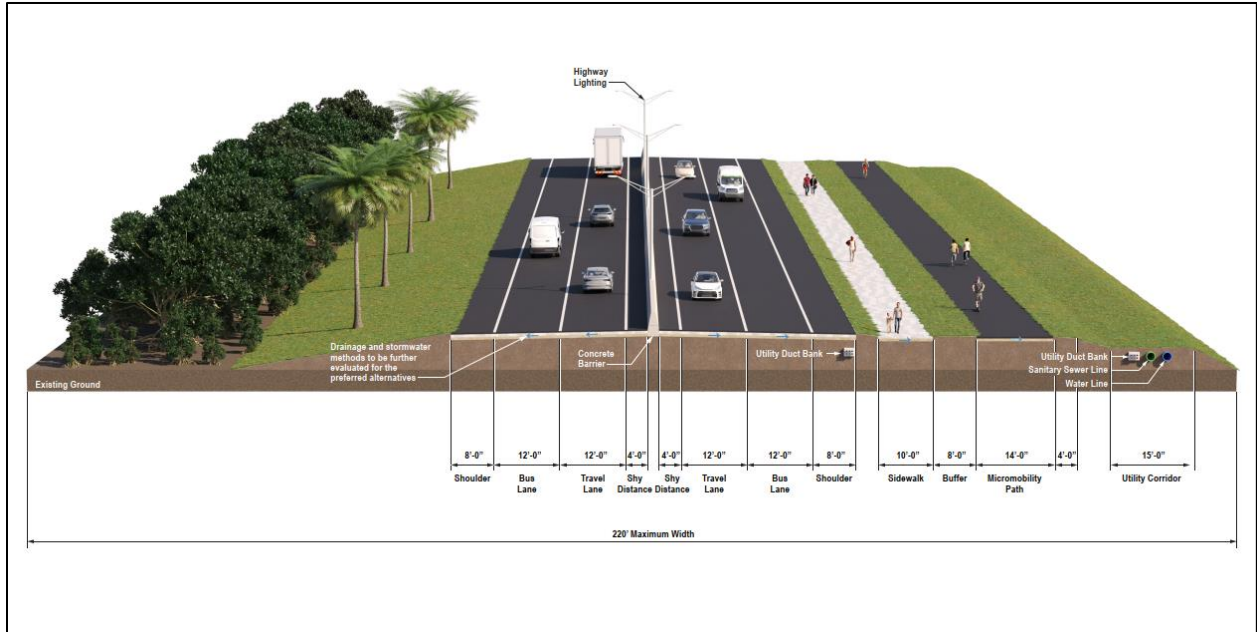 Highway
Lighting
Drainage and stormwater
methods to be further
evaluated for the
preferred alternatives
Concrete
Barrier
Utility Duct Bank
Utility Duct Bank
Sanitary Sewer Line
Water Line
Existing Ground
8'-0" 12'-0" 12'-0" 4'-0" 4'-0" 12'-0" 12'-0" 8'-0" 10'-0" 8'-0" 14'-0" 4'-0" 15'-0"
Shoulder Bus Travel Shy Shy Travel Bus Shoulder Sidewalk Buffer Micromobility Utility Corridor
Lane Lane Distance Distance Lane Lane Path
220' Maximum Width